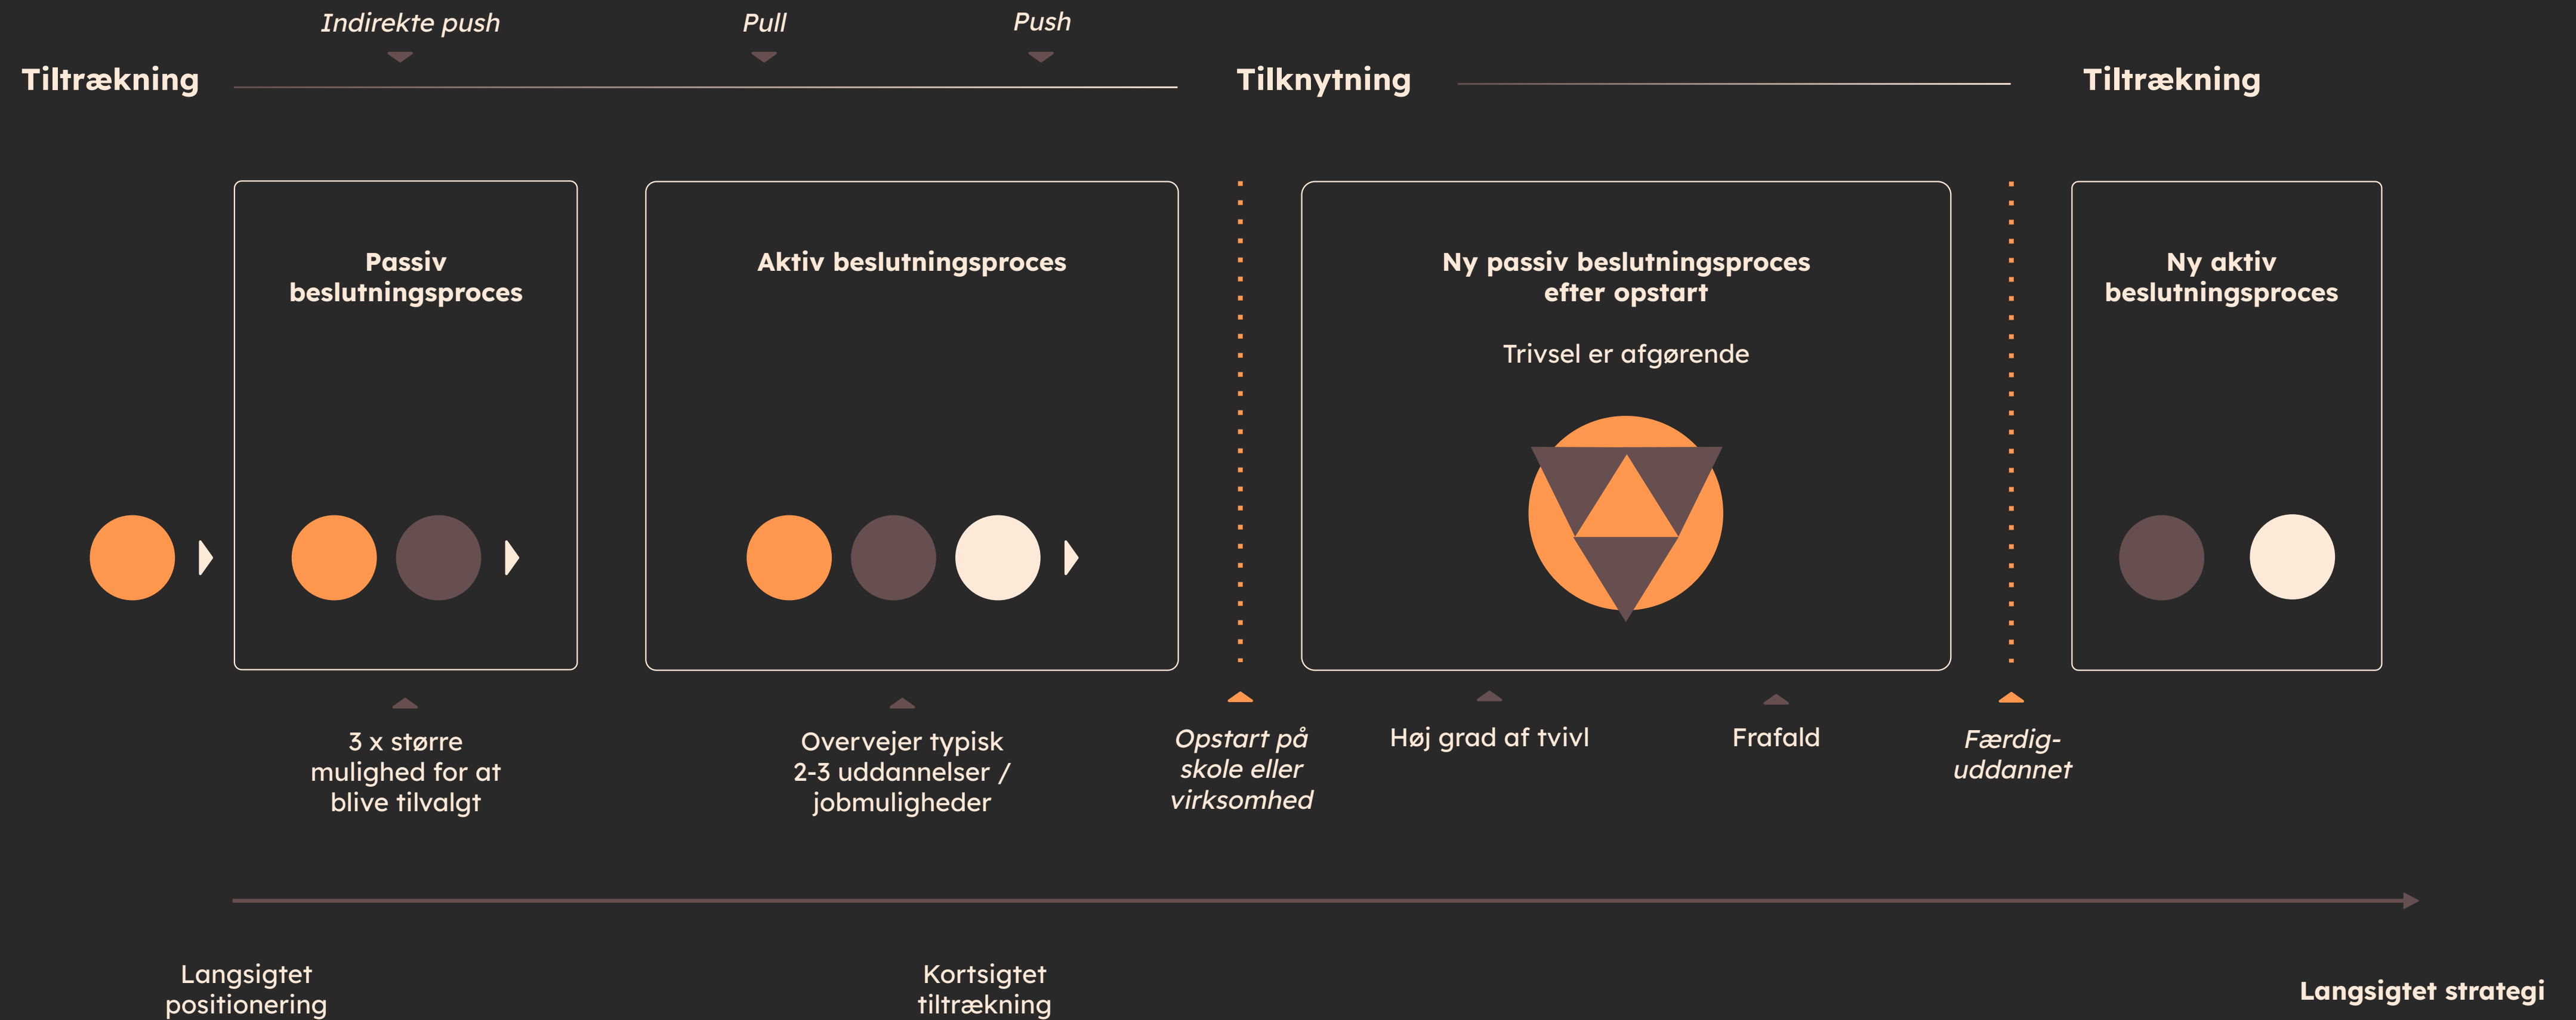 Indirekte push
Pull
Push
Tiltrækning
Tilknytning
Tiltrækning
Passiv
beslutningsproces
Aktiv beslutningsproces
Ny passiv beslutningsproces
efter opstart
Trivsel er afgørende
Ny aktiv
beslutningsproces
3 x større
mulighed for at
blive tilvalgt
Overvejer typisk
2-3 uddannelser /
jobmuligheder
Opstart på
skole eller
virksomhed
Høj grad af tvivl
Frafald
Færdig-
uddannet
Langsigtet
positionering
Kortsigtet
tiltrækning
Langsigtet strategi